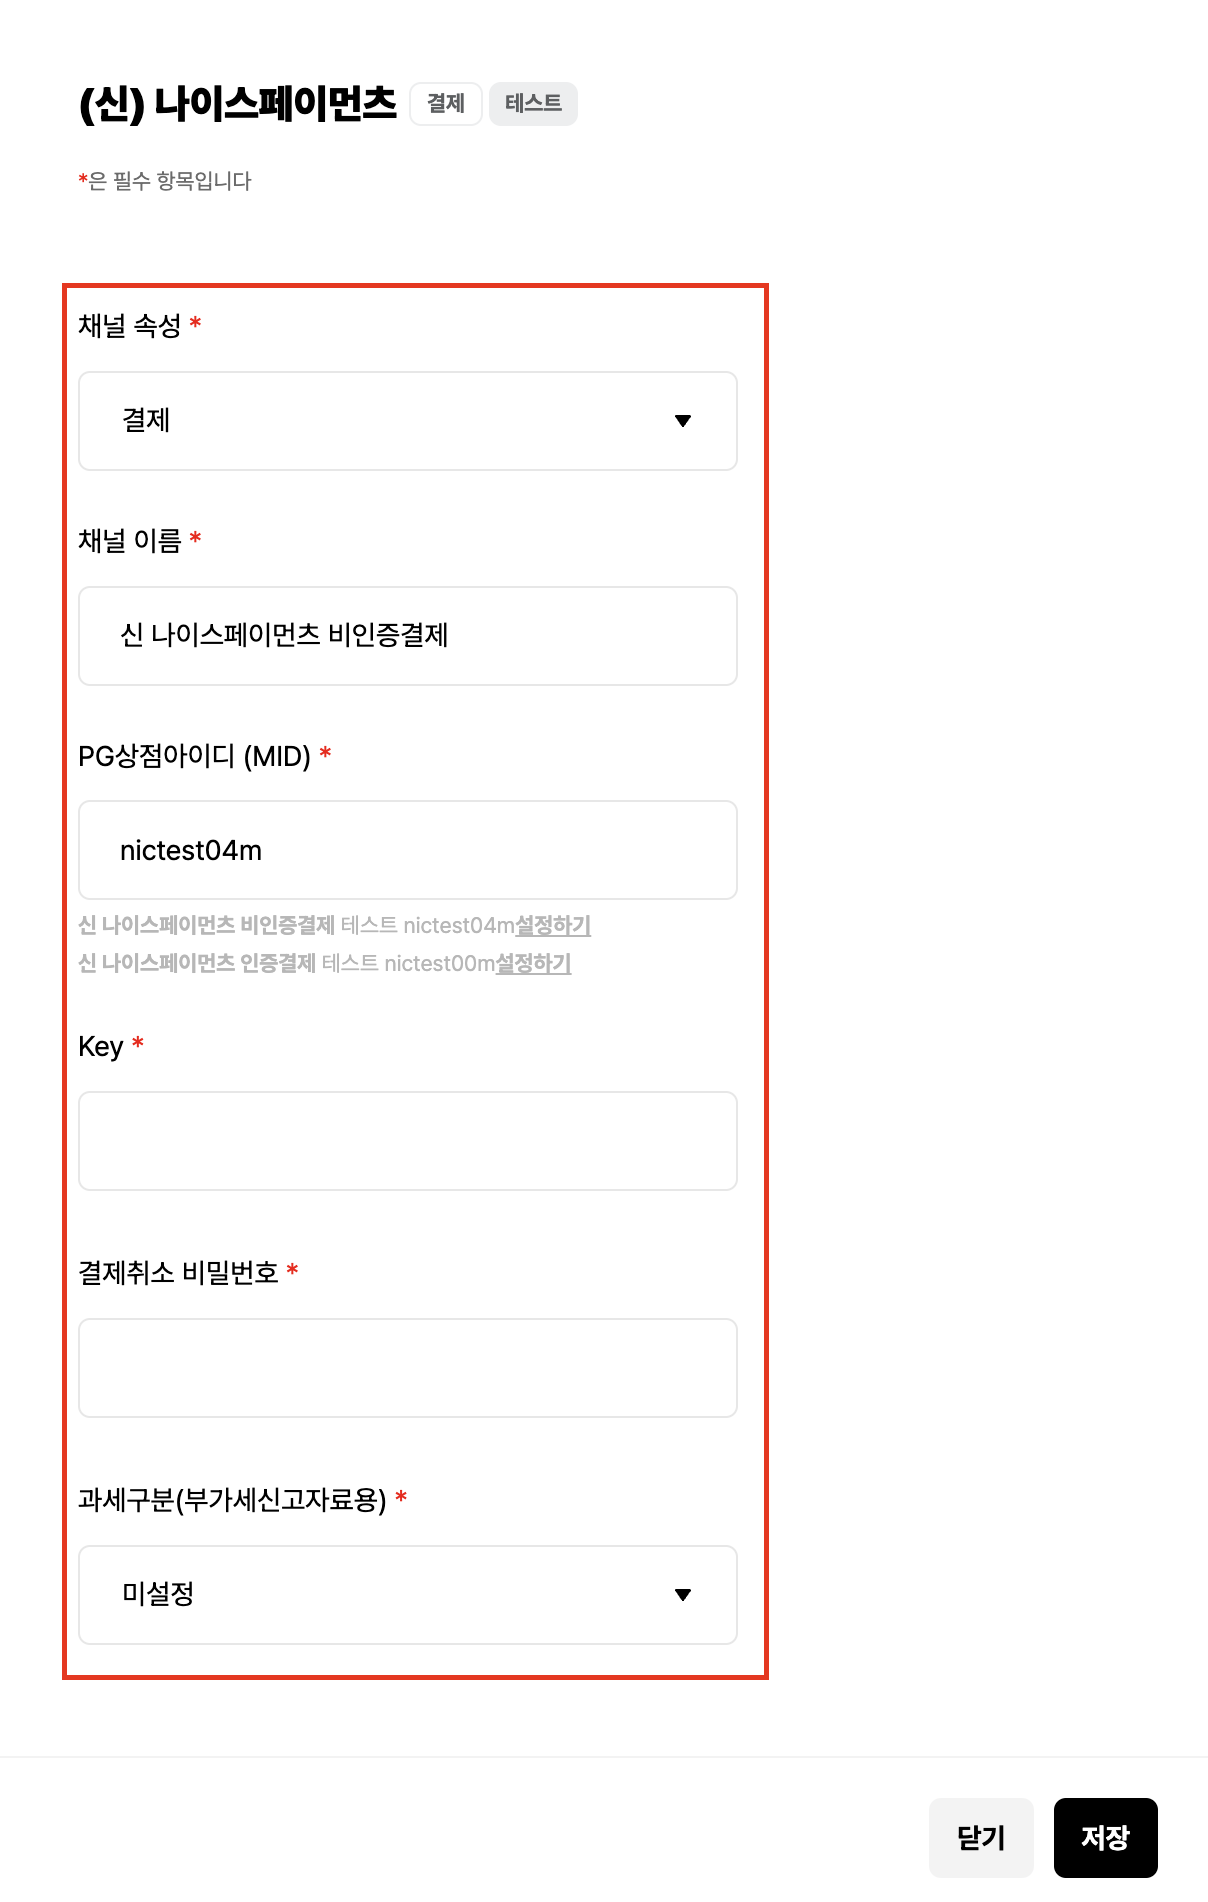 (신) 나이스페이먼츠 결제 테스트
*은 필수 항목입니다
채널 속성 *
결제
채널 이름 *
신 나이스페이먼츠 비인증결제
PG상점아이디 (MID) *
nictest04m
신 나이스페이먼츠 비인증결제 테스트 nictest04m설정하기
신 나이스페이먼츠 인증결제 테스트 nictest00m설정하기
Key *
결제취소 비밀번호 *
과세구분(부가세신고자료용) *
미설정
닫기 저장